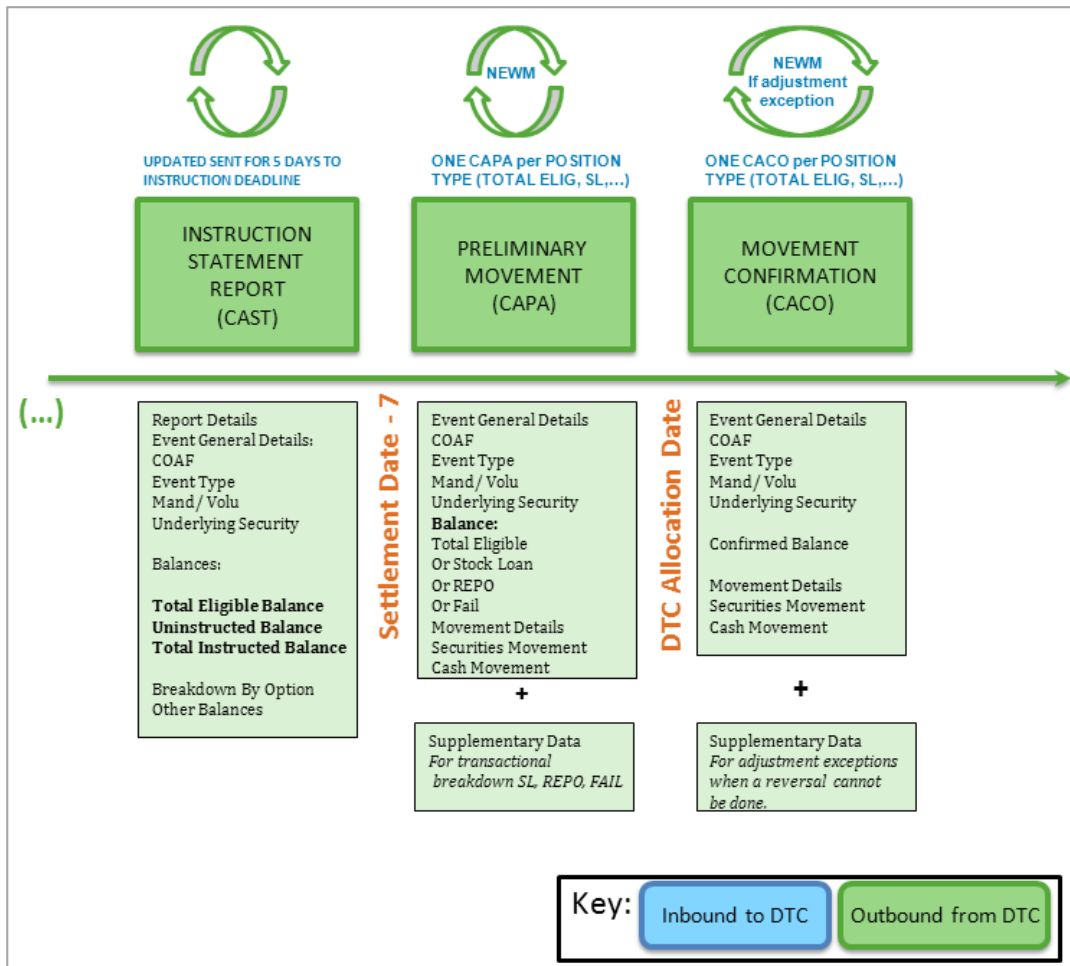 NEWM
NEWM
If adjustment
exception
UPDATED SENT FOR 5 DAYS TO
INSTRUCTION DEADLINE
ONE CAPA per POSITION
TYPE (TOTAL ELIG, SL,...)
ONE CACO per POSITION
TYPE (TOTAL ELIG, SL,...)
INSTRUCTION
STATEMENT
REPORT
(CAST)
PRELIMINARY
MOVEMENT
(CAPA)
MOVEMENT
CONFIRMATION
(CACO)
(...)
Report Details
Event General Details:
COAF
Event Type
Mand/ Volu
Underlying Security
Balances:
Total Eligible Balance
Uninstructed Balance
Total Instructed Balance
Breakdown By Option
Other Balances
Settlement Date - 7
Event General Details
COAF
Event Type
Mand/ Volu
Underlying Security
Balance:
Total Eligible
Or Stock Loan
Or REPO
Or Fail
Movement Details
Securities Movement
Cash Movement
+
Supplementary Data
For transactional
breakdown SL, REPO, FAIL
DTC Allocation Date
Event General Details
COAF
Event Type
Mand/ Volu
Underlying Security
Confirmed Balance
Movement Details
Securities Movement
Cash Movement
+
Supplementary Data
For adjustment exceptions
when a reversal cannot
be done.
Key:
Inbound to DTC
Outbound from DTC